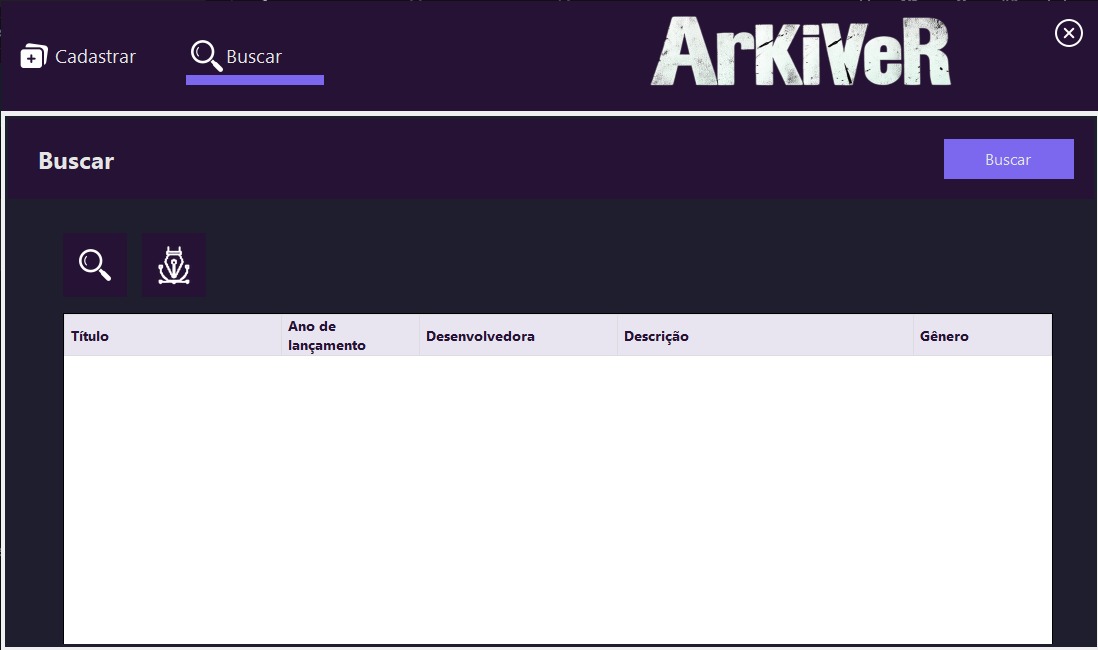 Cadastrar
Buscar
ArKiVeR
Buscar
Buscar
Título
Ano de
lançamento
Desenvolvedora
Descrição
Gênero